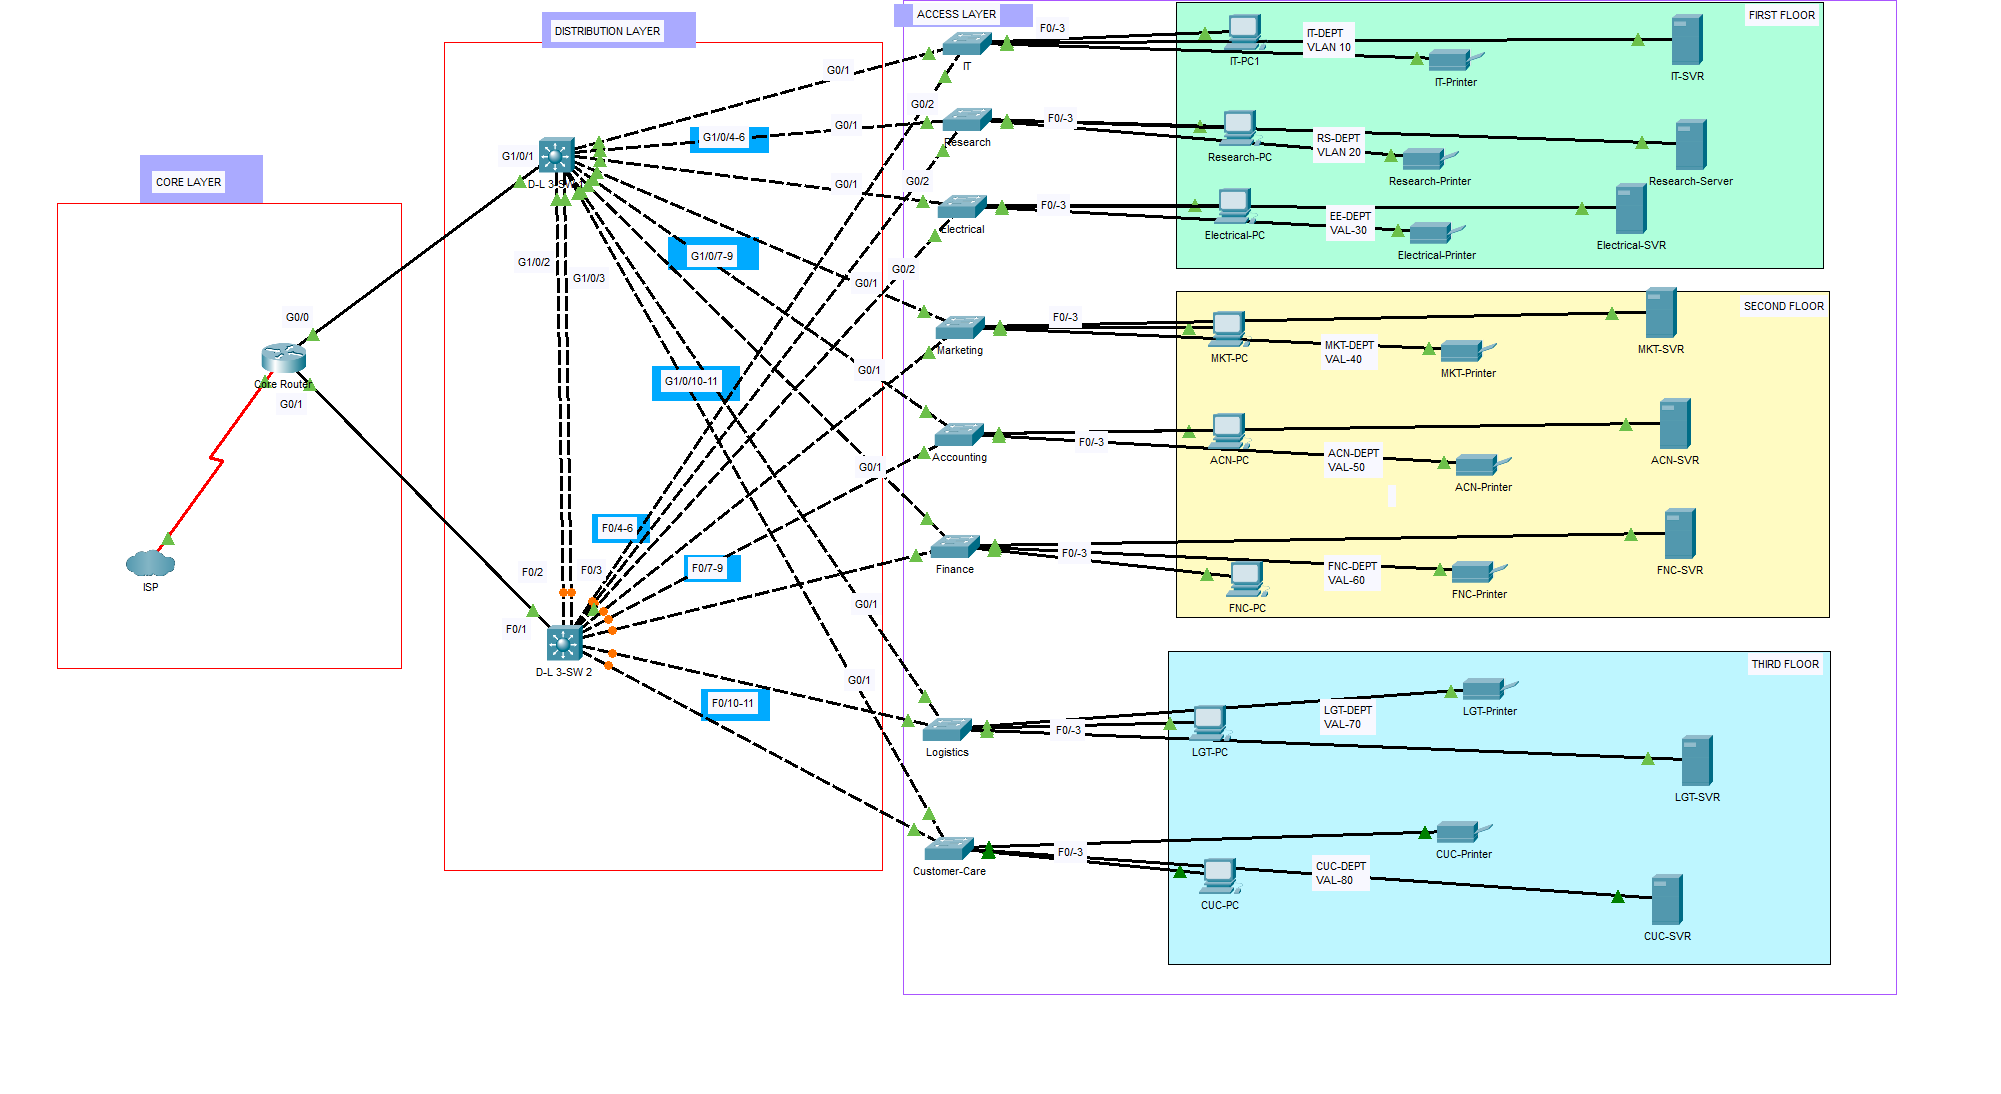 DISTRIBUTION LAYER
ACCESS LAYER
FIRST FLOOR
CORE LAYER
G0/1
G1/0/4-6
G0/1
G0/1
G1/0/1
D-L 3-SW
G1/0/2
G1/0/3
G1/0/7-9
G1/0/10-11
G0/2
G0/2
G0/2
G0/1
G0/1
G0/1
G0/1
G0/1
G0/0
Core Router
G0/1
ISP
F0/4-6
F0/7-9
F0/2
F0/3
F0/1
D-L 3-SW 2
F0/10-11
IT
F0/-3
IT-PC1
IT-DEPT
VLAN 10
IT-Printer
IT-SVR
Research
F0/-3
Research-PC
RS-DEPT
VLAN 20
Research-Printer
Research-Server
Electrical
F0/-3
Electrical-PC
EE-DEPT
VAL-30
Electrical-Printer
Electrical-SVR
SECOND FLOOR
Marketing
F0/-3
MKT-PC
MKT-DEPT
VAL-40
MKT-Printer
MKT-SVR
Accounting
F0/-3
ACN-PC
ACN-DEPT
VAL-50
ACN-Printer
ACN-SVR
Finance
F0/-3
FNC-PC
FNC-DEPT
VAL-60
FNC-Printer
FNC-SVR
THIRD FLOOR
Logistics
F0/-3
LGT-PC
LGT-DEPT
VAL-70
LGT-Printer
LGT-SVR
Customer-Care
F0/-3
CUC-PC
CUC-DEPT
VAL-80
CUC-Printer
CUC-SVR